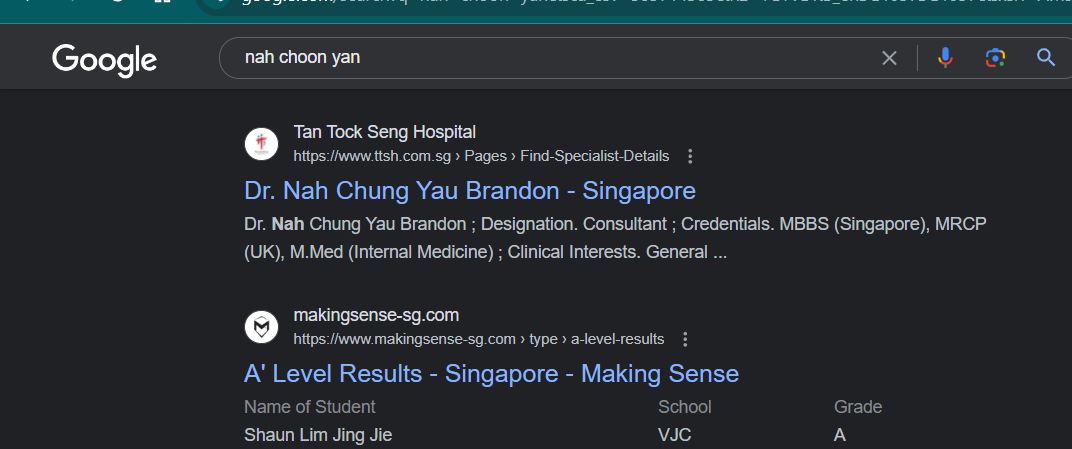 Google
nah choon yan
Tan Tock Seng Hospital
https://www.ttsh.com.sg › Pages › Find-Specialist-Details
Dr. Nah Chung Yau Brandon - Singapore
Dr. Nah Chung Yau Brandon ; Designation. Consultant ; Credentials. MBBS (Singapore), MRCP
(UK), M.Med (Internal Medicine) ; Clinical Interests. General ...
makingsense-sg.com
https://www.makingsense-sg.com › type › a-level-results
A' Level Results - Singapore - Making Sense
Name of Student School Grade
Shaun Lim Jing Jie VJC A